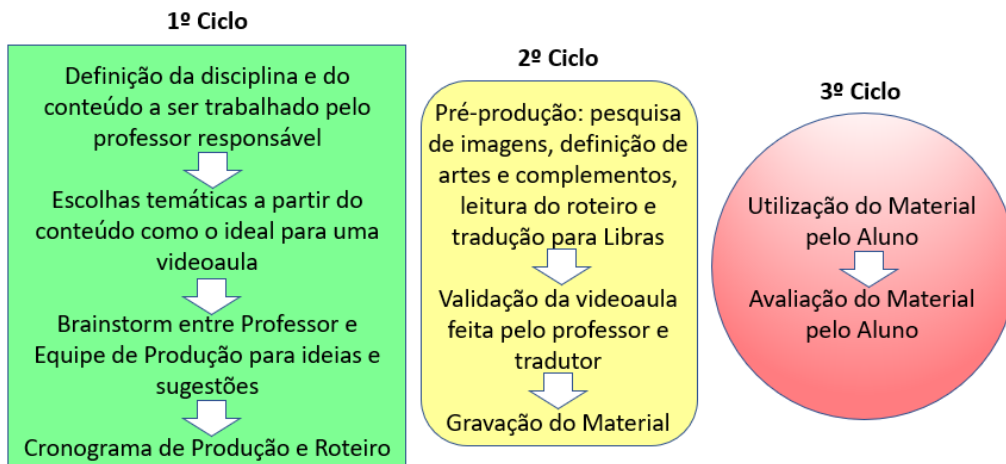 1º Ciclo
Definição da disciplina e do
conteúdo a ser trabalhado pelo
professor responsável
Escolhas temáticas a partir do
conteúdo como o ideal para uma
videoaula
Brainstorm entre Professor e
Equipe de Produção para ideias e
sugestões
Cronograma de Produção e Roteiro
2º Ciclo
Pré-produção: pesquisa
de imagens, definição de
artes e complementos,
leitura do roteiro e
tradução para Libras
Validação da videoaula
feita pelo professor e
tradutor
Gravação do Material
3º Ciclo
Utilização do Material
pelo Aluno
Avaliação do Material
pelo Aluno